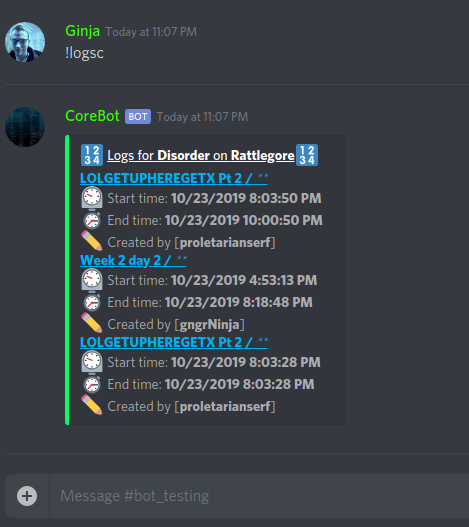 Ginja Today at 11:07 PM
!logsc
CoreBot BOT Today at 11:07 PM
🔢 Logs for Disorder on Rattlegore 🔢
LOLGETUPHEREGETX Pt 2 / **
Start time: 10/23/2019 8:03:50 PM
End time: 10/23/2019 10:00:50 PM
Created by [proletarianserf]
Week 2 day 2 / **
Start time: 10/23/2019 4:53:13 PM
End time: 10/23/2019 8:18:48 PM
Created by [gngrNinja]
LOLGETUPHEREGETX Pt 2 / **
Start time: 10/23/2019 8:03:28 PM
End time: 10/23/2019 8:03:28 PM
Created by [proletarianserf]
Message #bot_testing